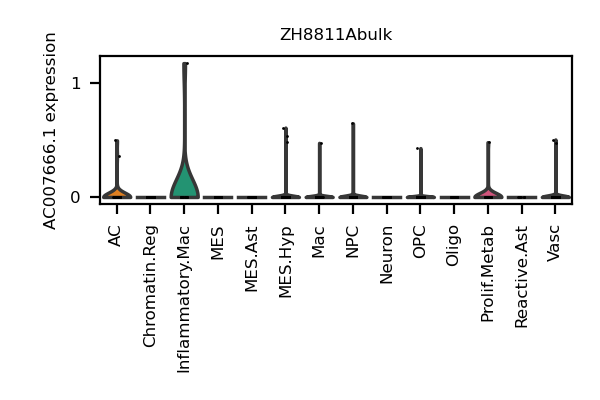 ZH8811Abulk
AC007666.1 expression
1
0
AC
Chromatin.Reg
Inflammatory.Mac
MES
MES.Ast
MES.Hyp
Mac
NPC
Neuron
OPC
Oligo
Prolif.Metab
Reactive.Ast
Vasc